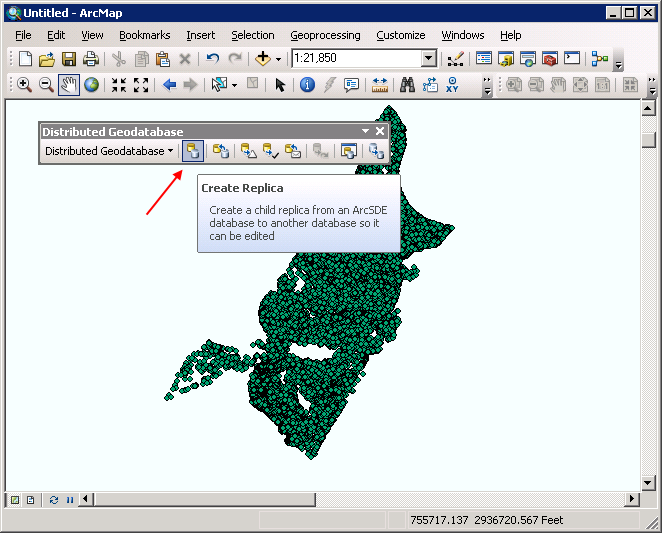 Untitled - ArcMap
File Edit View Bookmarks Insert Selection Geoprocessing Customize Windows Help
1:21,850
XY
Distributed Geodatabase
Distributed Geodatabase
Create Replica
Create a child replica from an ArcSDE
database to another database so it
can be edited
755717.137 2936720.567 Feet